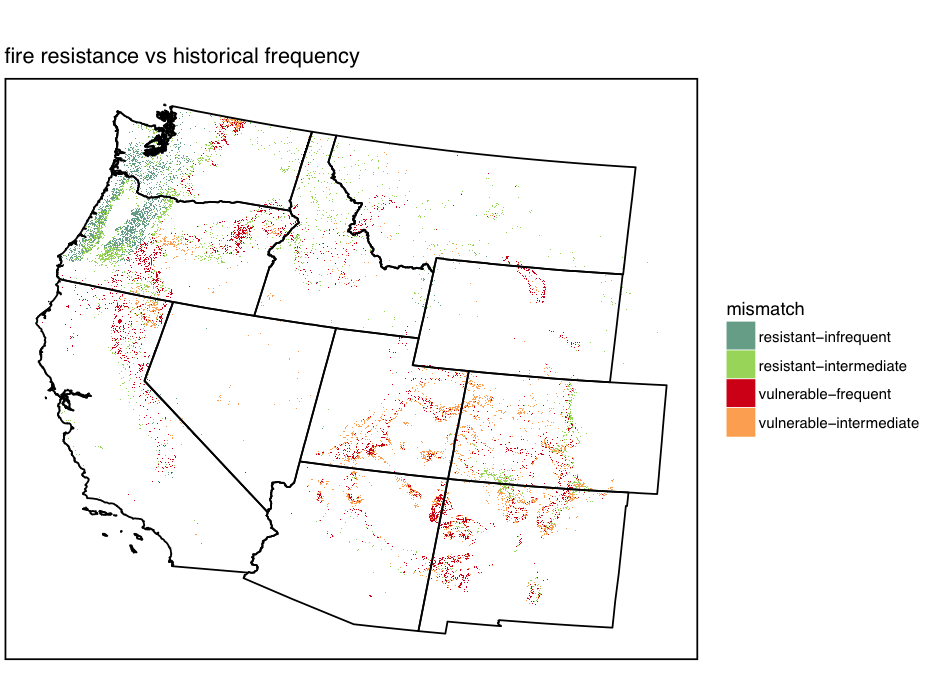 fire resistance vs historical frequency
mismatch
resistant−infrequent
resistant−intermediate
vulnerable−frequent
vulnerable−intermediate